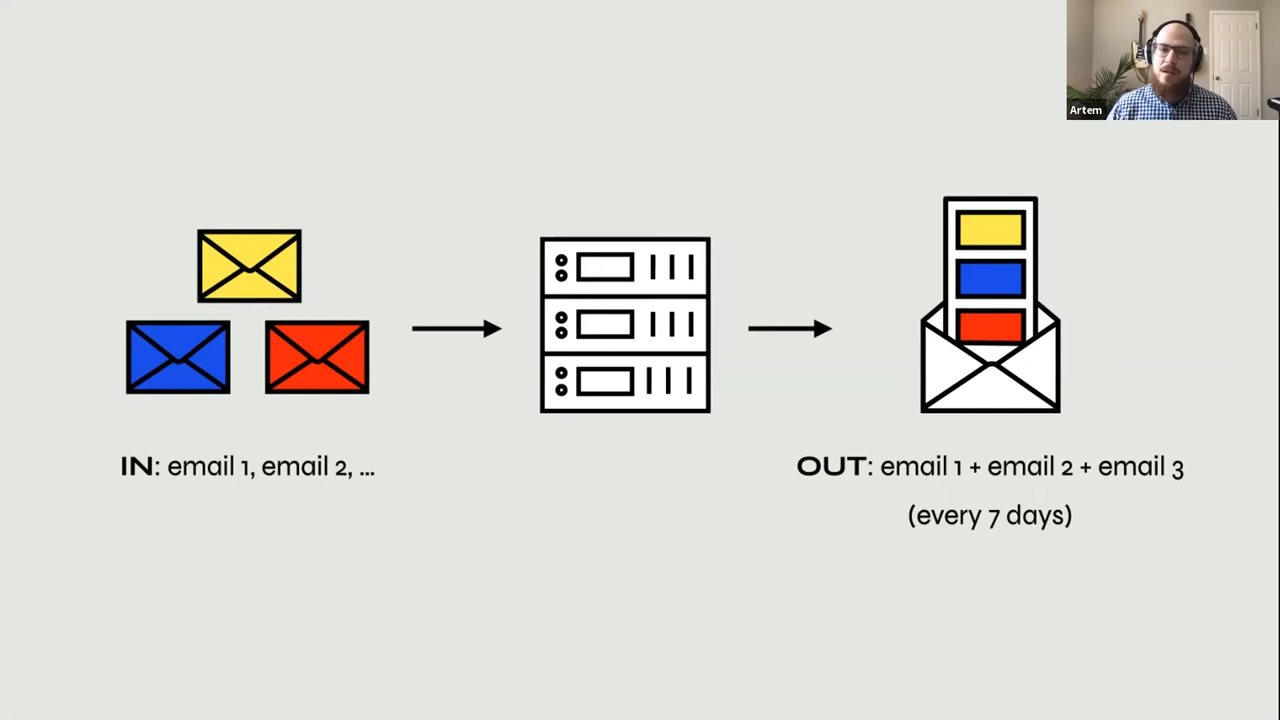 Artem
IN: email 1, email 2, ...
OUT: email 1 + email 2 + email 3
(every 7 days)